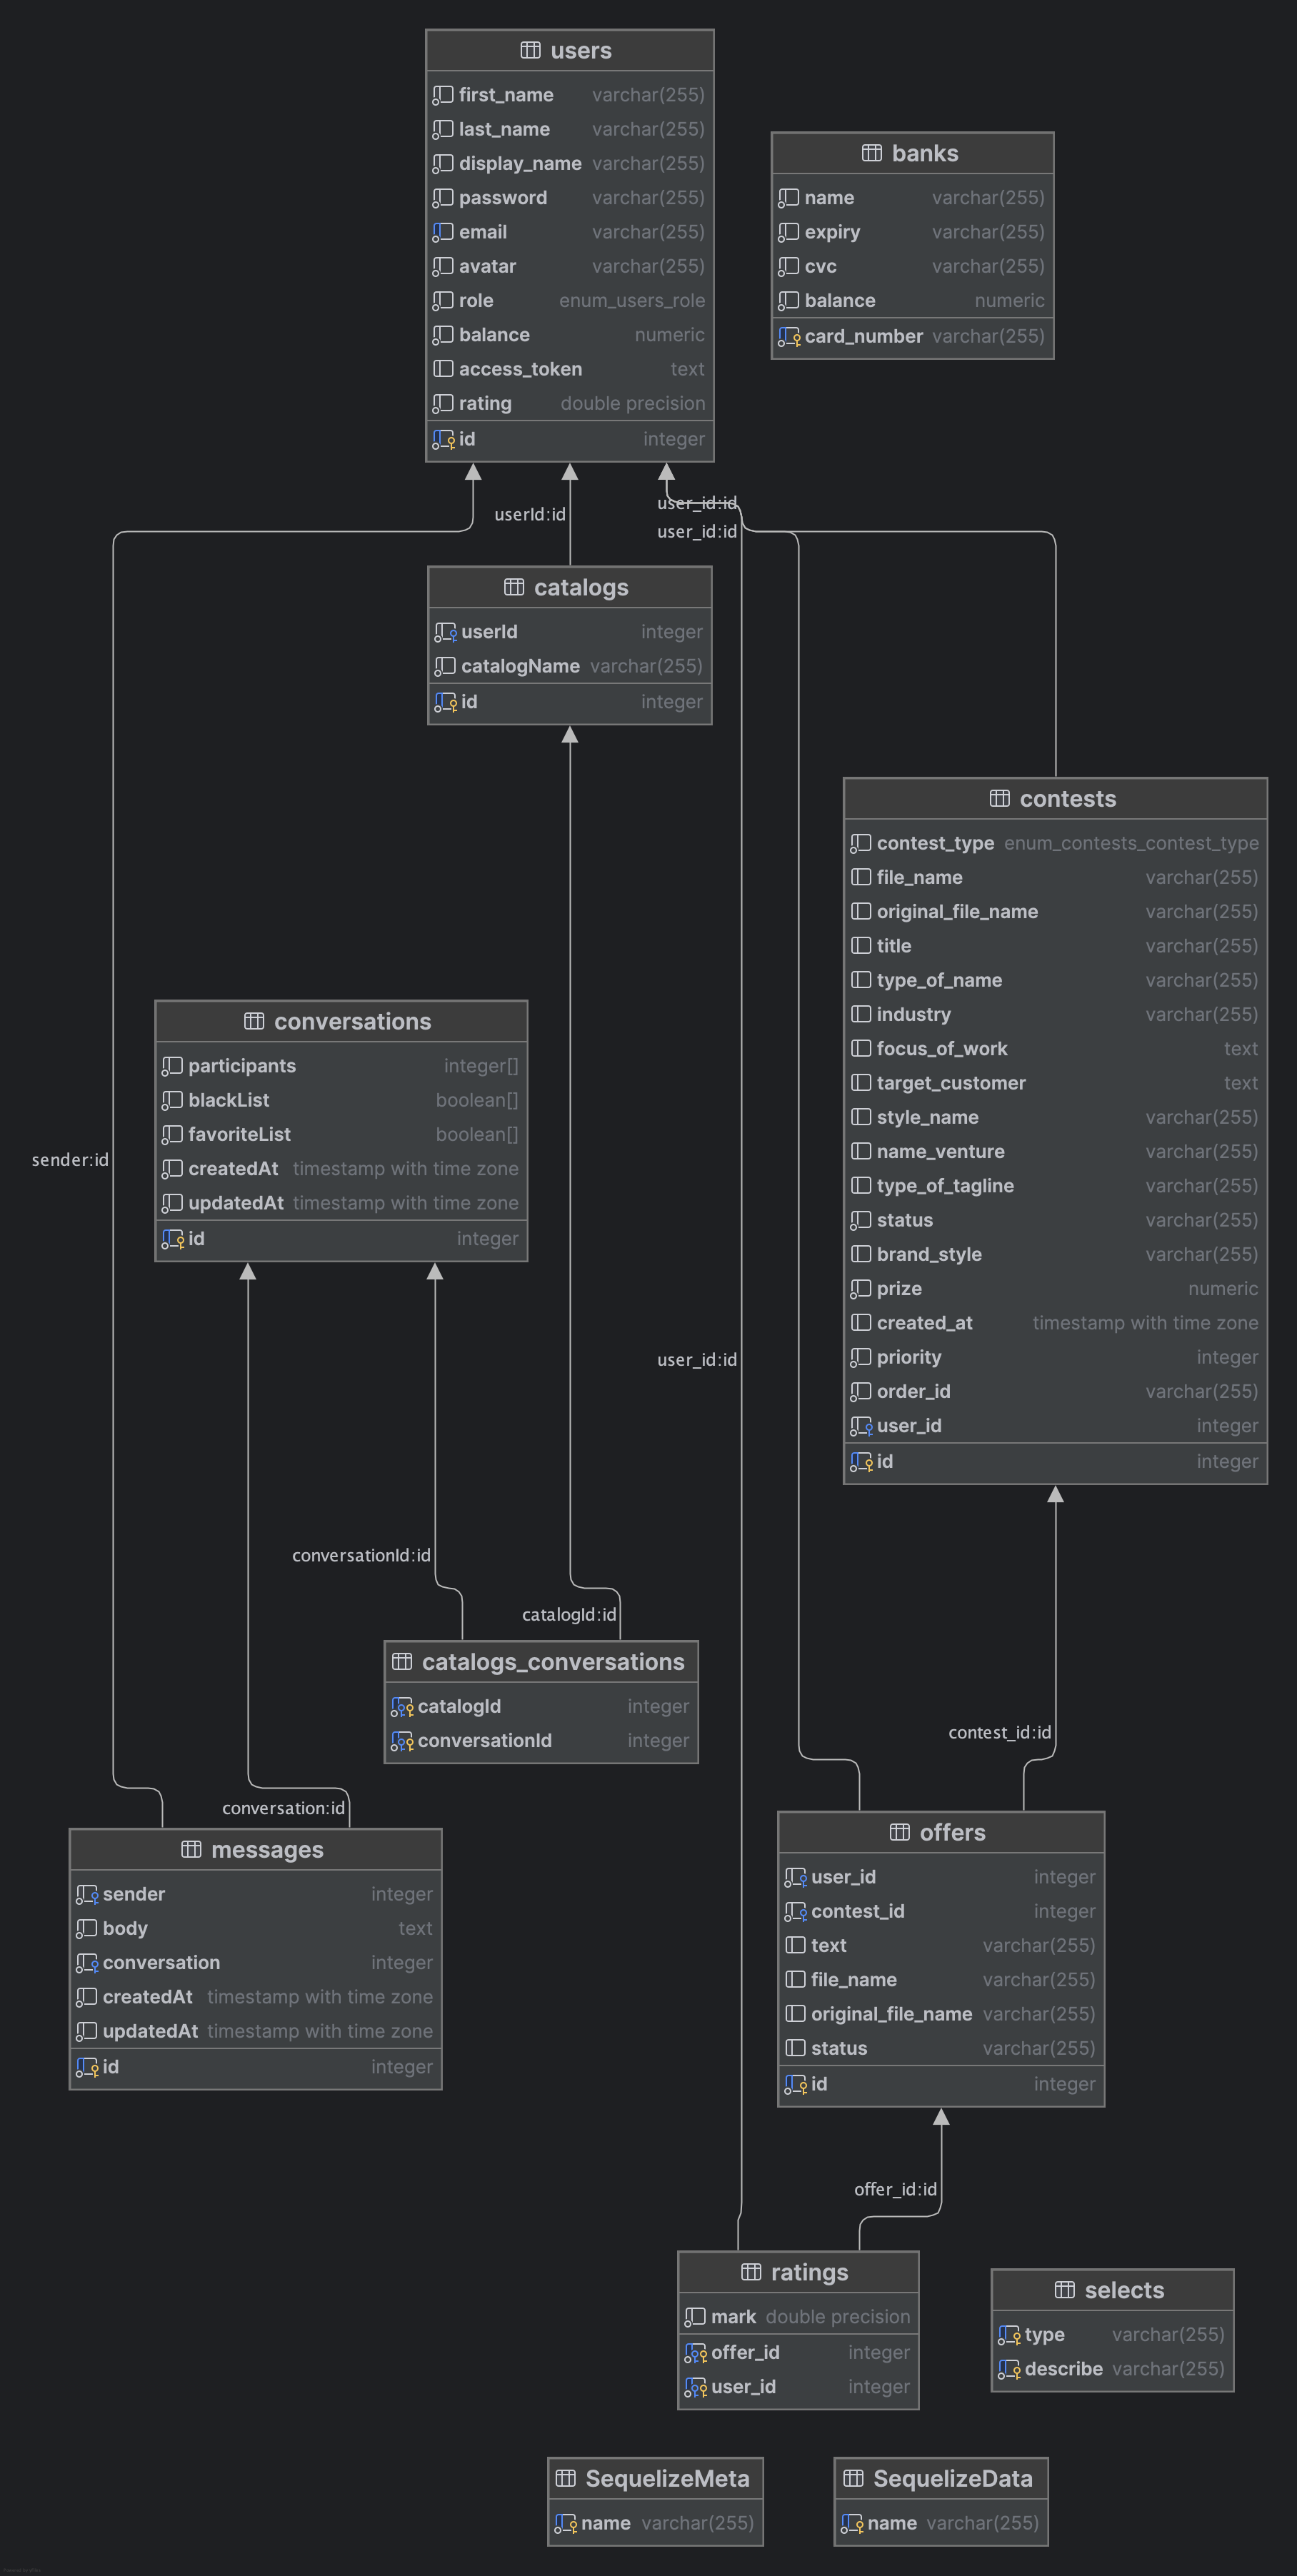 users
first_name varchar(255)
last_name varchar(255)
display_name varchar(255)
password varchar(255)
email varchar(255)
avatar varchar(255)
role enum_users_role
balance numeric
access_token text
rating double precision
id integer
banks
name varchar(255)
expiry varchar(255)
cvc varchar(255)
balance numeric
card_number varchar(255)
user_id:id
userId:id
user_id:id
catalogs
userId integer
catalogName varchar(255)
id integer
contests
contest_type enum_contests_contest_type
file_name varchar(255)
original_file_name varchar(255)
title varchar(255)
type_of_name varchar(255)
industry varchar(255)
focus_of_work text
target_customer text
style_name varchar(255)
name_venture varchar(255)
type_of_tagline varchar(255)
status varchar(255)
brand_style varchar(255)
prize numeric
created_at timestamp with time zone
priority integer
order_id varchar(255)
user_id integer
id integer
conversations
participants integer[]
blackList boolean[]
favoriteList boolean[]
createdAt timestamp with time zone
updatedAt timestamp with time zone
id integer
sender:id
user_id:id
conversationId:id
catalogId:id
catalogs_conversations
catalogId integer
conversationId integer
contest_id:id
conversation:id
messages
sender integer
body text
conversation integer
createdAt timestamp with time zone
updatedAt timestamp with time zone
id integer
offers
user_id integer
contest_id integer
text varchar(255)
file_name varchar(255)
original_file_name varchar(255)
status varchar(255)
id integer
offer_id:id
ratings
mark double precision
offer_id integer
user_id integer
selects
type varchar(255)
describe varchar(255)
SequelizeMeta
name varchar(255)
SequelizeData
name varchar(255)